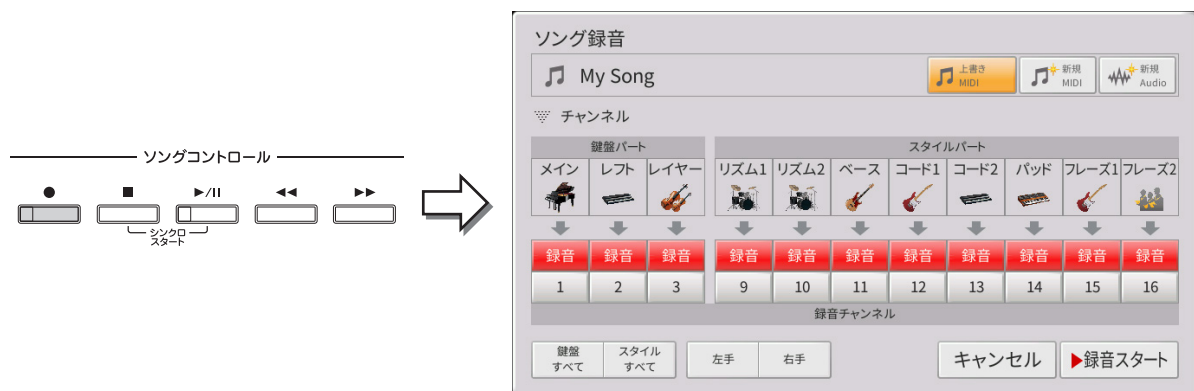 ソングコントロール
シンクロ
スタート
ソング録音
My Song
上書き
MIDI
新規
MIDI
新規
Audio
チャンネル
鍵盤パート
スタイルパート
メイン レフト レイヤー リズム1 リズム2 ベース コード1 コード2 パッド フレーズ1 フレーズ2
録音 録音 録音 録音 録音 録音 録音 録音 録音 録音 録音
1 2 3 9 10 11 12 13 14 15 16
録音チャンネル
鍵盤
すべて
スタイル
すべて
左手
右手
キャンセル
録音スタート